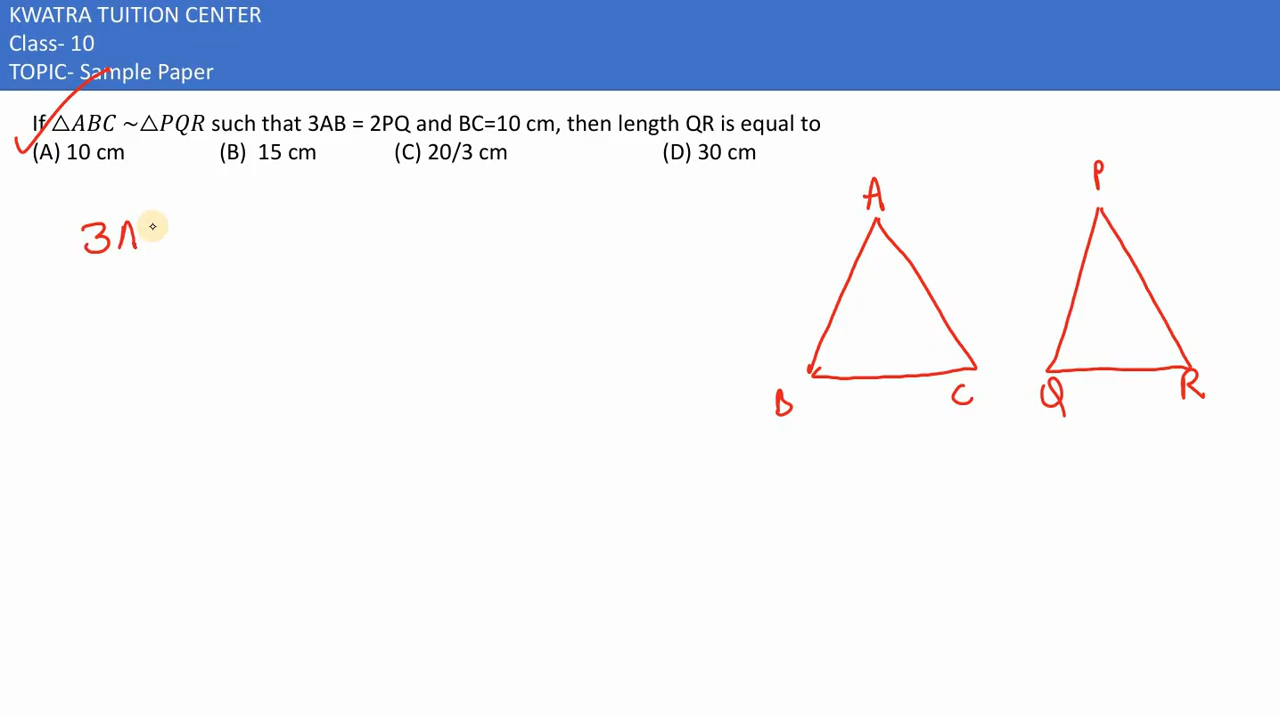 KWATRA TUITION CENTER
Class- 10
TOPIC- Sample Paper
If △ABC ~△PQR such that 3AB = 2PQ and BC=10 cm, then length QR is equal to
(A) 10 cm (B) 15 cm (C) 20/3 cm (D) 30 cm
P
A
3
B C Q R